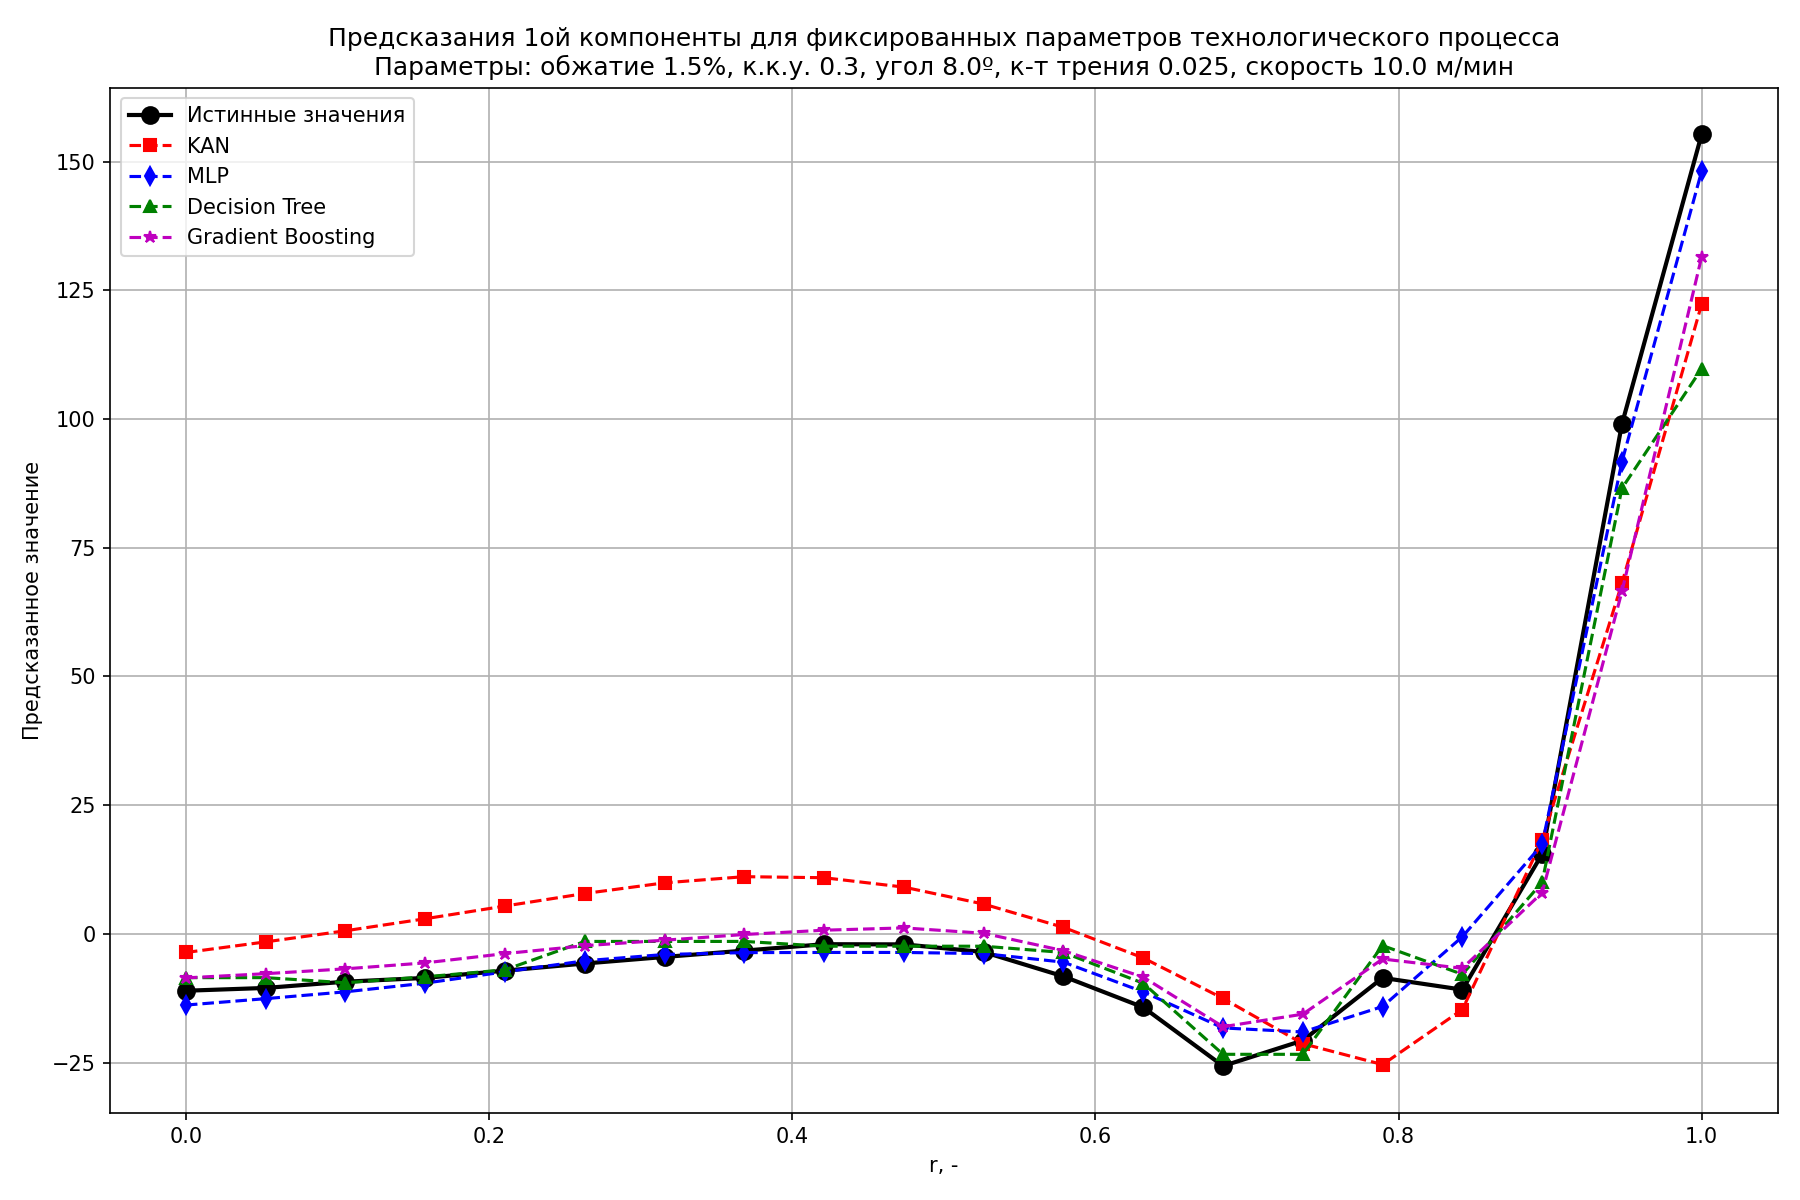 Предсказания 1ой компоненты для фиксированных параметров технологического процесса
Параметры: обжатие 1.5%, к.к.у. 0.3, угол 8.0º, к-т трения 0.025, скорость 10.0 м/мин
Истинные значения
KAN
MLP
Decision Tree
Gradient Boosting
Предсказанное значение
150
125
100
75
50
25
0
−25
0.0
0.2
0.4
0.6
0.8
1.0
r, -